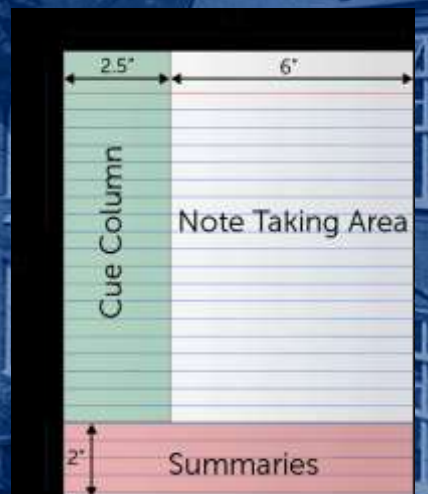 2.5" 6"
Cue Column
Note Taking Area
2"
Summaries